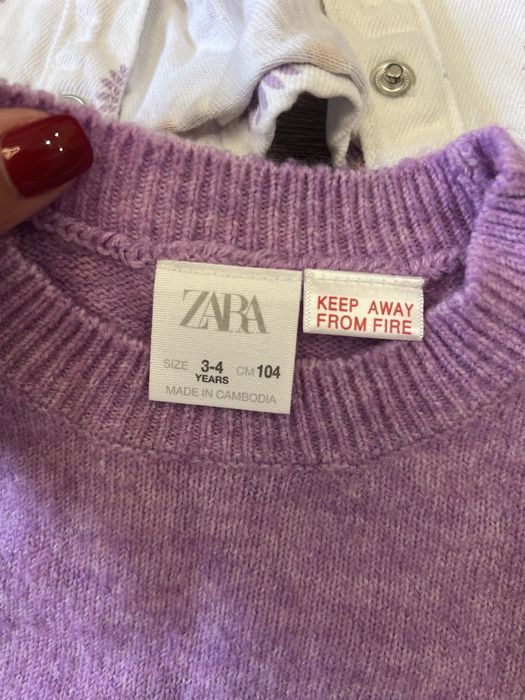 ZARA
SIZE 3-4 YEARS CM 104
MADE IN CAMBODIA
KEEP AWAY
FROM FIRE